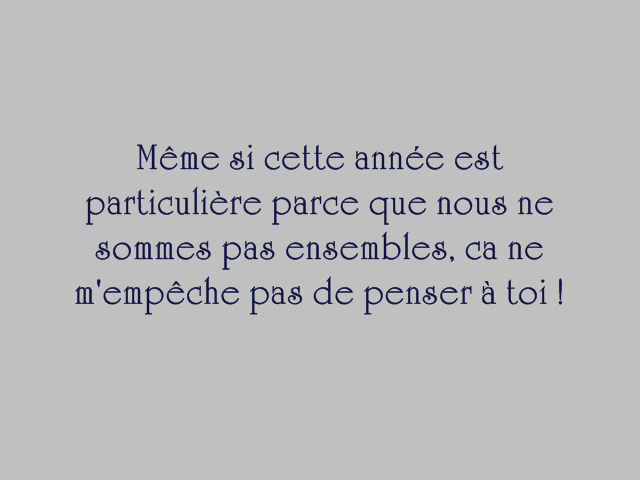 Même si cette année est
particulière parce que nous ne
sommes pas ensembles, ca ne
m'empêche pas de penser à toi !